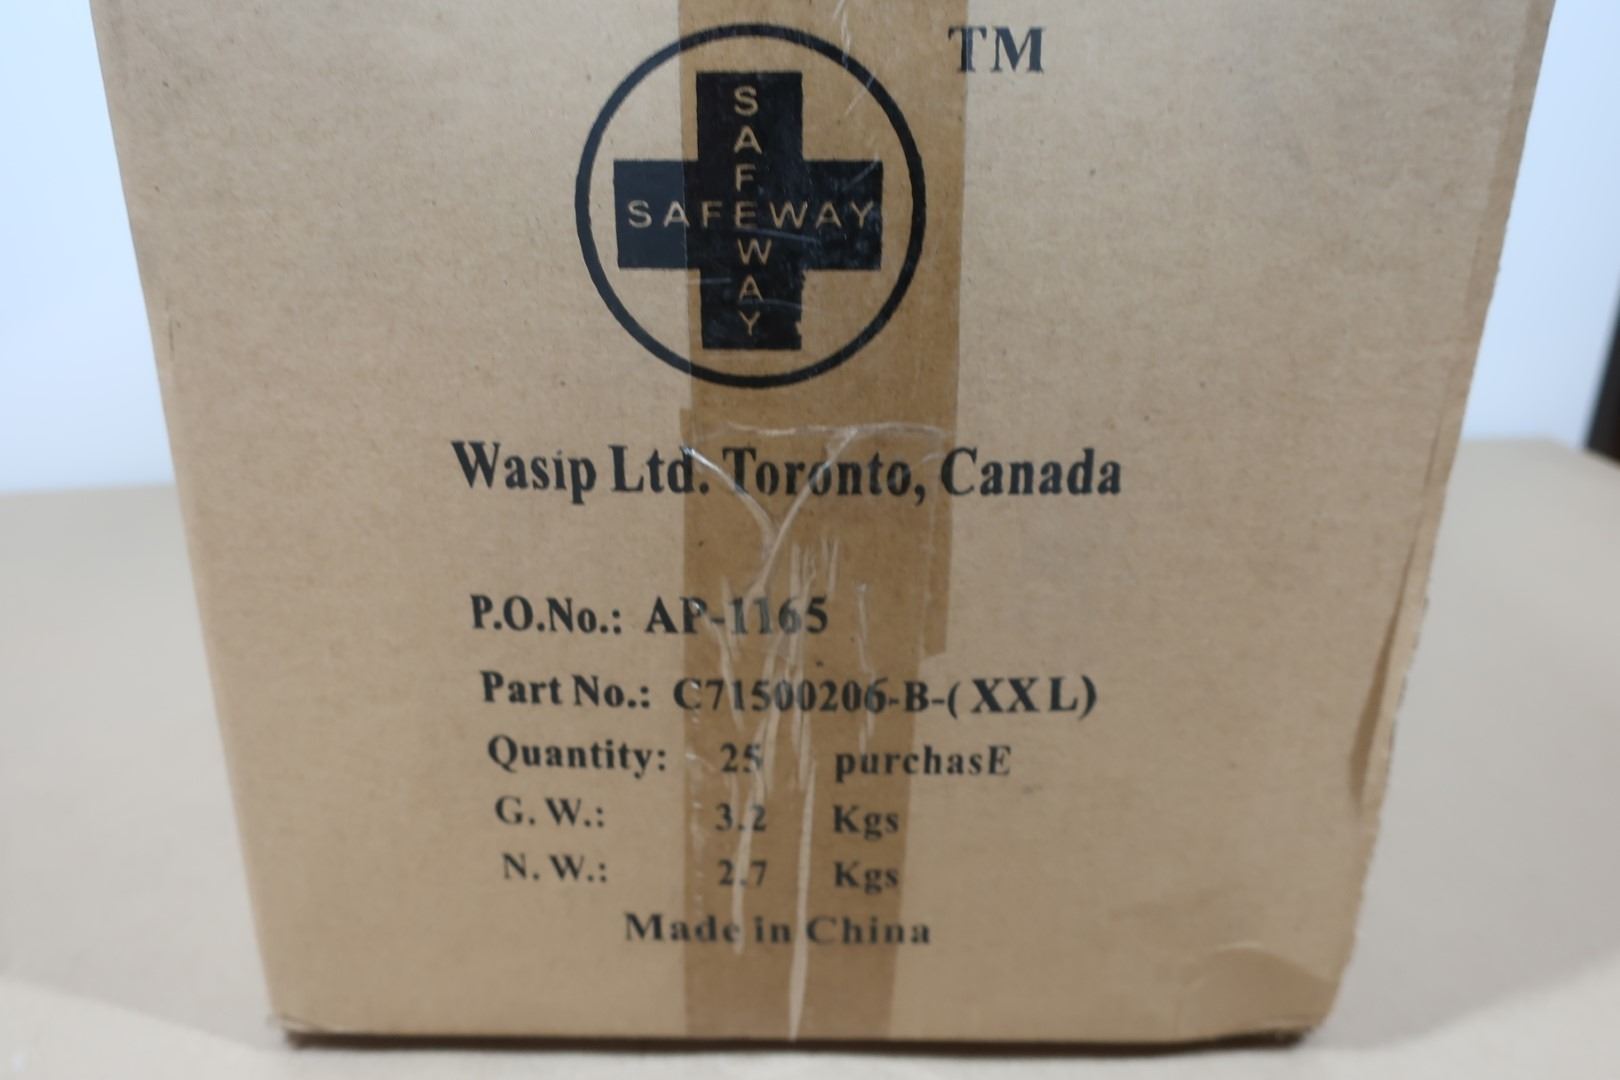 TM
SAFEWAY
SAFEWAY
Wasip Ltd. Toronto, Canada
P.O.No.: AP-1165
Part No.: C71500206-B-(XXL)
Quantity: 25 purchasE
G. W.: 3.2 Kgs
N. W.: 2.7 Kgs
Made in China